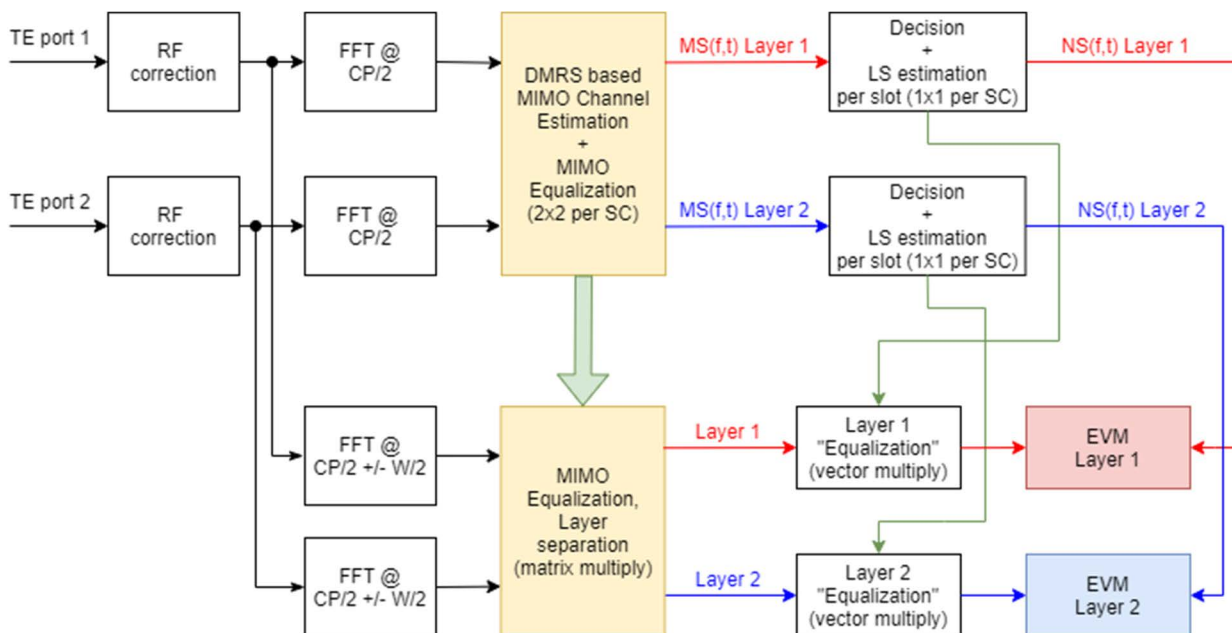 TE port 1
RF
correction
FFT @
CP/2
DMRS based
MIMO Channel
Estimation
+
MIMO
Equalization
(2x2 per SC)
MS(f,t) Layer 1
Decision
+
LS estimation
per slot (1x1 per SC)
NS(f,t) Layer 1
TE port 2
RF
correction
FFT @
CP/2
MS(f,t) Layer 2
Decision
+
LS estimation
per slot (1x1 per SC)
NS(f,t) Layer 2
FFT @
CP/2 +/- W/2
MIMO
Equalization,
Layer
separation
(matrix multiply)
Layer 1
Layer 1
"Equalization"
(vector multiply)
EVM
Layer 1
FFT @
CP/2 +/- W/2
Layer 2
Layer 2
"Equalization"
(vector multiply)
EVM
Layer 2